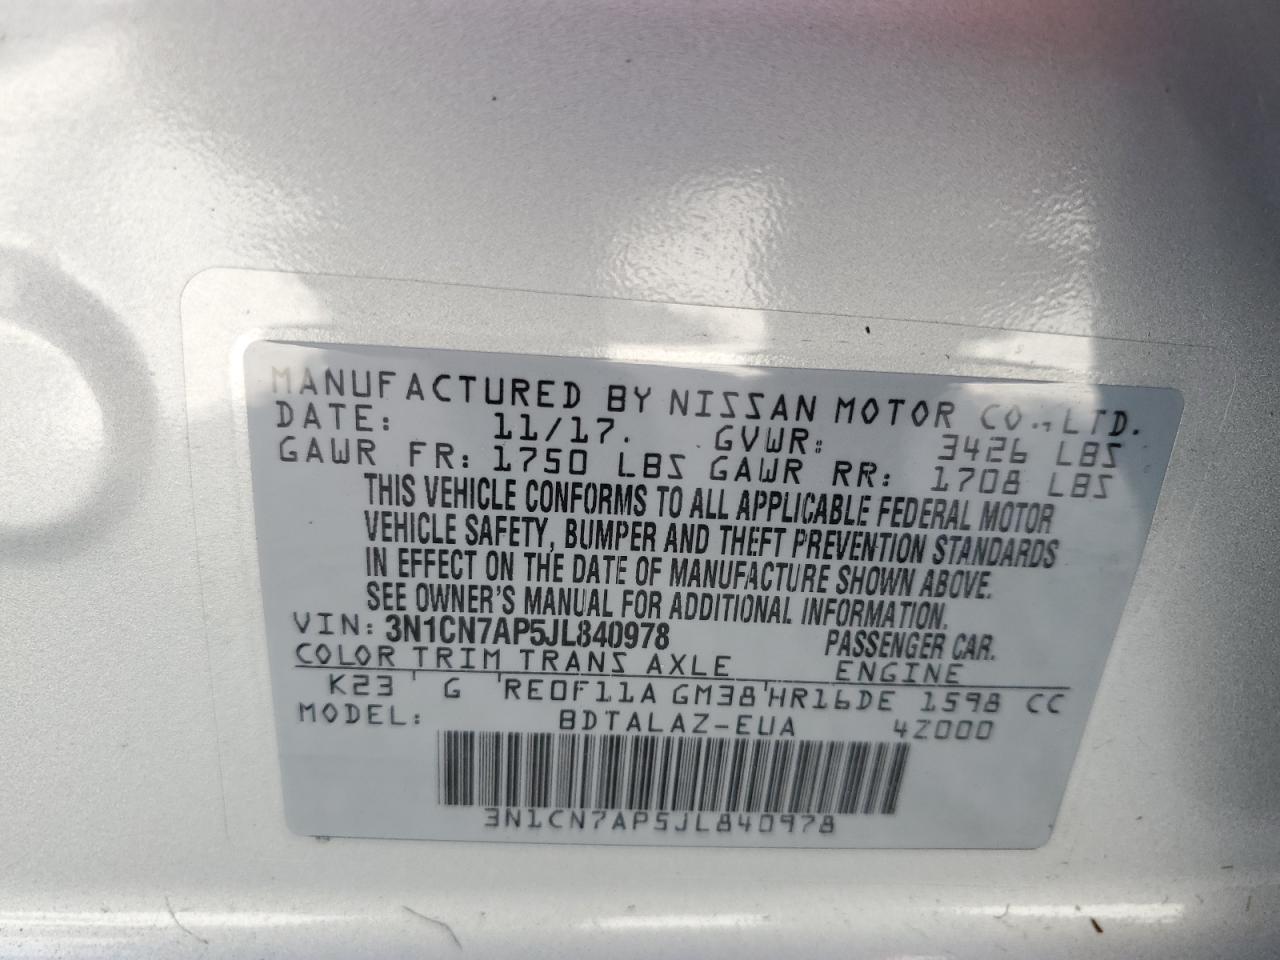 MANUFACTURED BY NISSAN MOTOR CO.,LTD.
DATE: 11/17. GVWR: 3426 LBS
GAWR FR: 1750 LBS GAWR RR: 1708 LBS
THIS VEHICLE CONFORMS TO ALL APPLICABLE FEDERAL MOTOR
VEHICLE SAFETY, BUMPER AND THEFT PREVENTION STANDARDS
IN EFFECT ON THE DATE OF MANUFACTURE SHOWN ABOVE.
SEE OWNER'S MANUAL FOR ADDITIONAL INFORMATION.
VIN: 3N1CN7AP5JL840978 PASSENGER CAR.
COLOR TRIM TRANS AXLE ENGINE
K23 ' G 'RE0F11A GM38'HR16DE 1598 CC
MODEL: BDTALAZ-EUA 4Z000
3N1CN7AP5JL840978